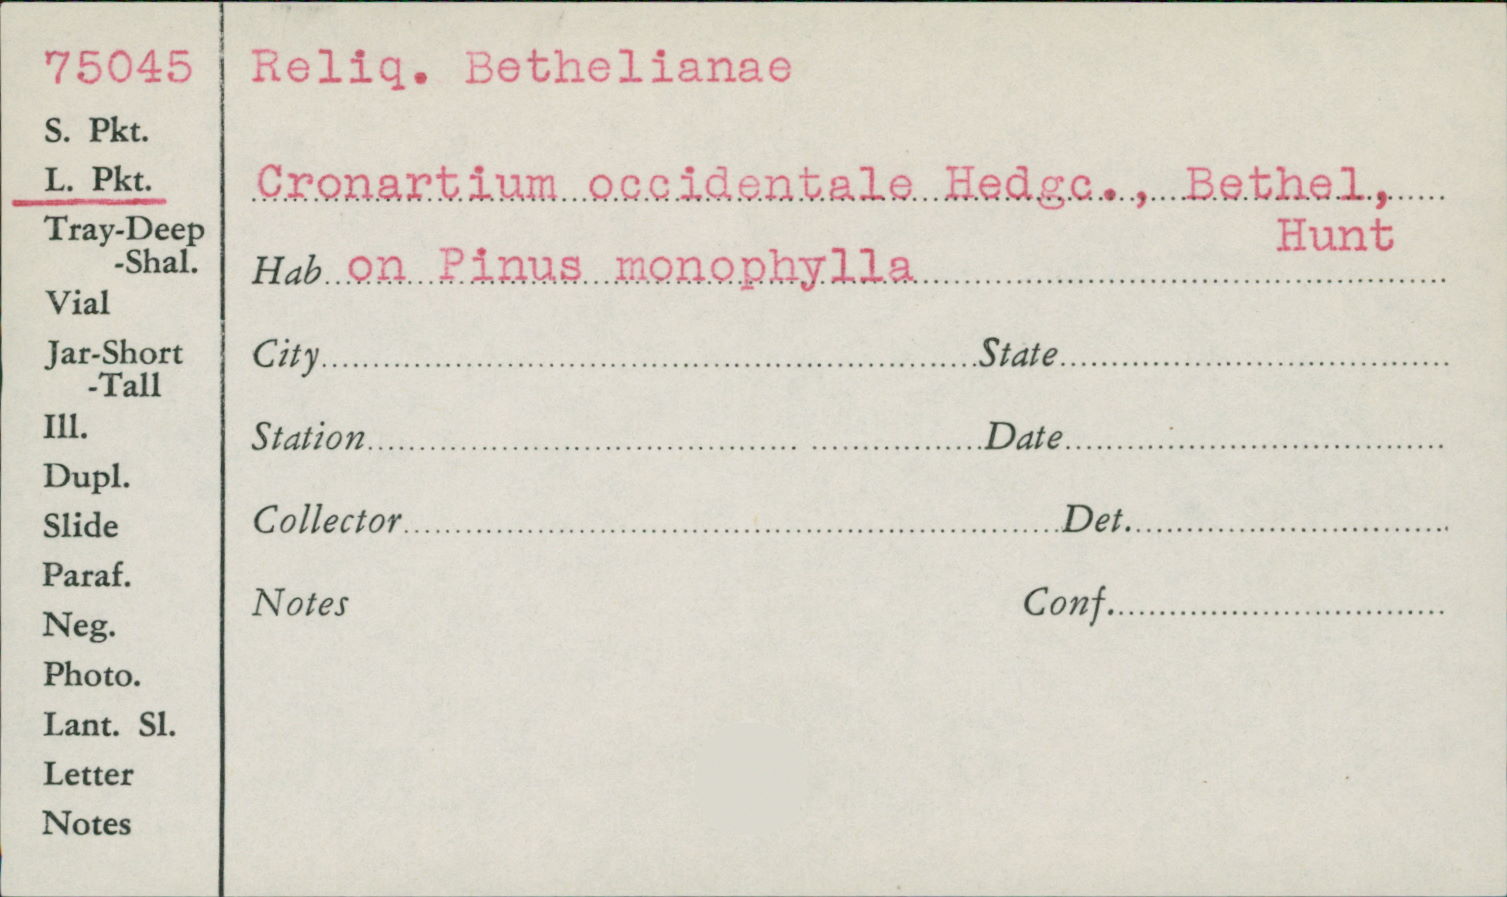 75045
S. Pkt.
L. Pkt.
Tray-Deep
-Shal.
Vial
Jar-Short
-Tall
Ill.
Dupl.
Slide
Paraf.
Neg.
Photo.
Lant. Sl.
Letter
Notes
Reliq. Bethelianae
Cronartium occidentale Hedgc., Bethel,
Hunt
Hab on Pinus monophylla
City State
Station Date
Collector Det.
Notes Conf.